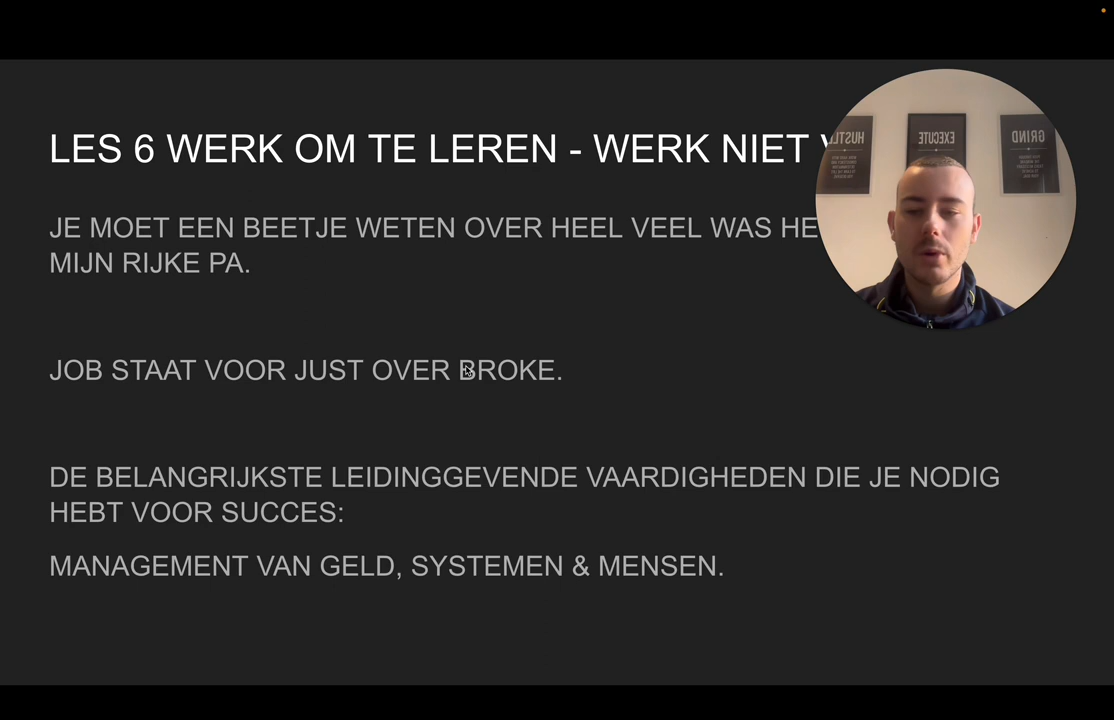 LES 6 WERK OM TE LEREN - WERK NIET
JE MOET EEN BEETJE WETEN OVER HEEL VEEL WAS
MIJN RIJKE PA.
HUSTLE
EXECUTE
GRIND
JOB STAAT VOOR JUST OVER BROKE.
DE BELANGRIJKSTE LEIDINGGEVENDE VAARDIGHEDEN DIE JE NODIG
HEBT VOOR SUCCES:
MANAGEMENT VAN GELD, SYSTEMEN & MENSEN.